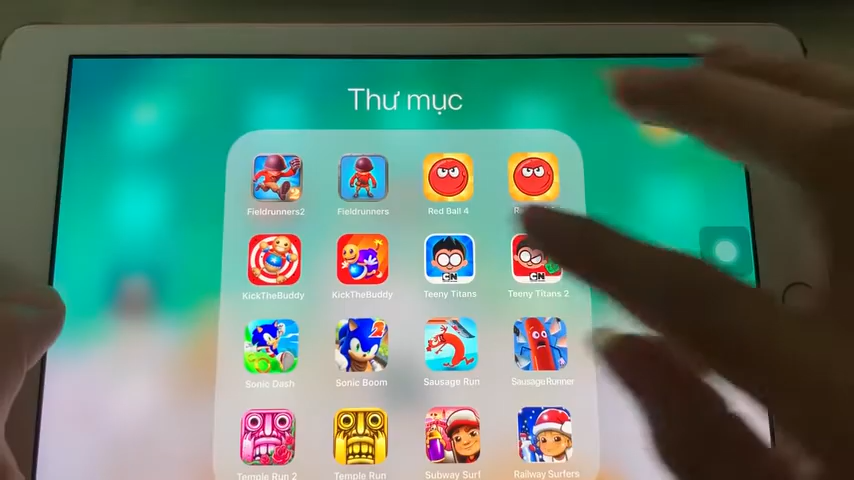 Thư mục
Fieldrunners2 Fieldrunners Red Ball 4
KickTheBuddy KickTheBuddy Teeny Titans Teeny Titans 2
Sonic Dash Sonic Boom Sausage Run SausageRunner
Temple Run 2 Temple Run Subway Surf Railway Surfers